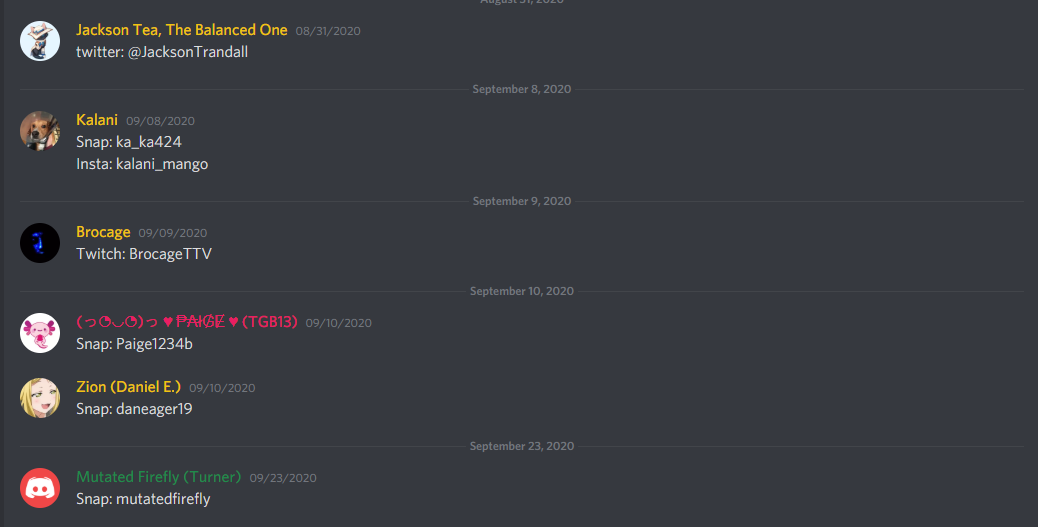 August 31, 2020
Jackson Tea, The Balanced One 08/31/2020
twitter: @JacksonTrandall
September 8, 2020
Kalani 09/08/2020
Snap: ka_ka424
Insta: kalani_mango
September 9, 2020
Brocage 09/09/2020
Twitch: BrocageTTV
September 10, 2020
(っ◔◡◔)っ ♥ ₱₳ł₲Ɇ ♥ (TGB13) 09/10/2020
Snap: Paige1234b
Zion (Daniel E.) 09/10/2020
Snap: daneager19
September 23, 2020
Mutated Firefly (Turner) 09/23/2020
Snap: mutatedfirefly